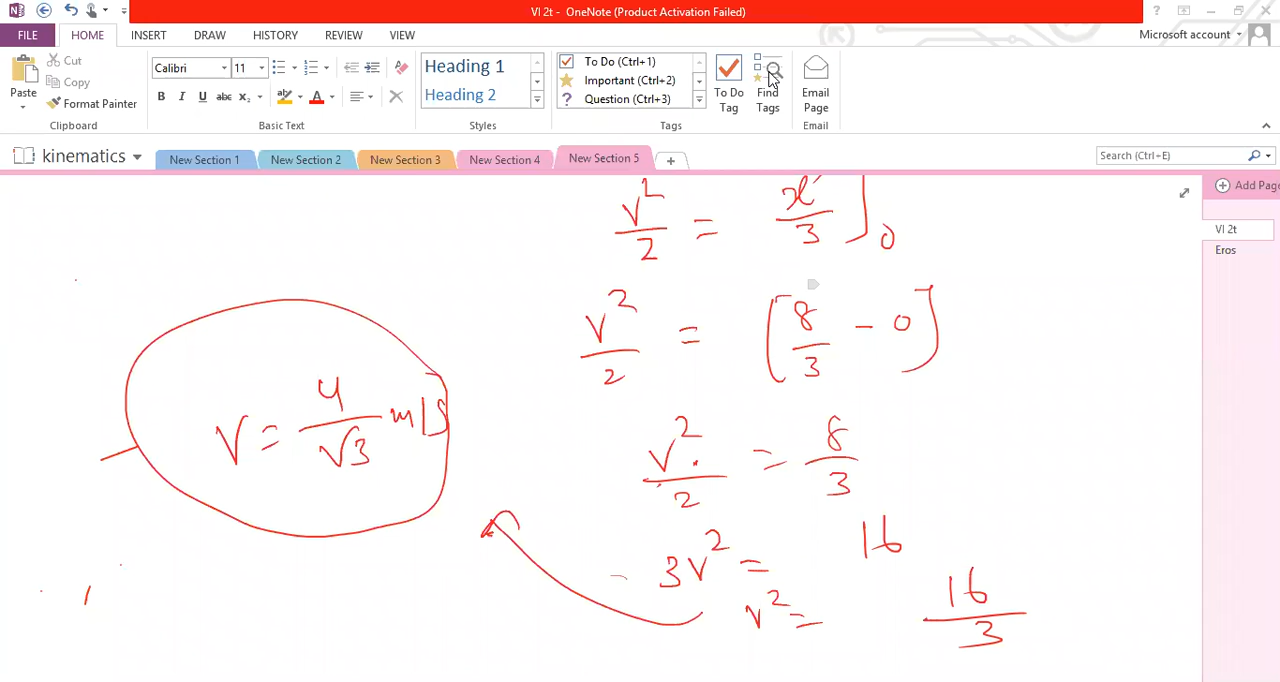 VI 2t - OneNote (Product Activation Failed)
Microsoft account
FILE HOME INSERT DRAW HISTORY REVIEW VIEW
Paste
Cut
Copy
Format Painter
Clipboard
Calibri 11
B I U abc x₂ A
Basic Text
Heading 1
Heading 2
Styles
To Do (Ctrl+1)
Important (Ctrl+2)
Question (Ctrl+3)
Tags
To Do Tag
Find Tags
Email Page
Email
kinematics New Section 1 New Section 2 New Section 3 New Section 4 New Section 5 +
Search (Ctrl+E)
Add Page
VI 2t
Eros
v²/2 = x/3]₀
v²/2 = [8/3 - 0]
v²/2 = 8/3
3v² = 16
v² = 16/3
V = 4/√3 m/s